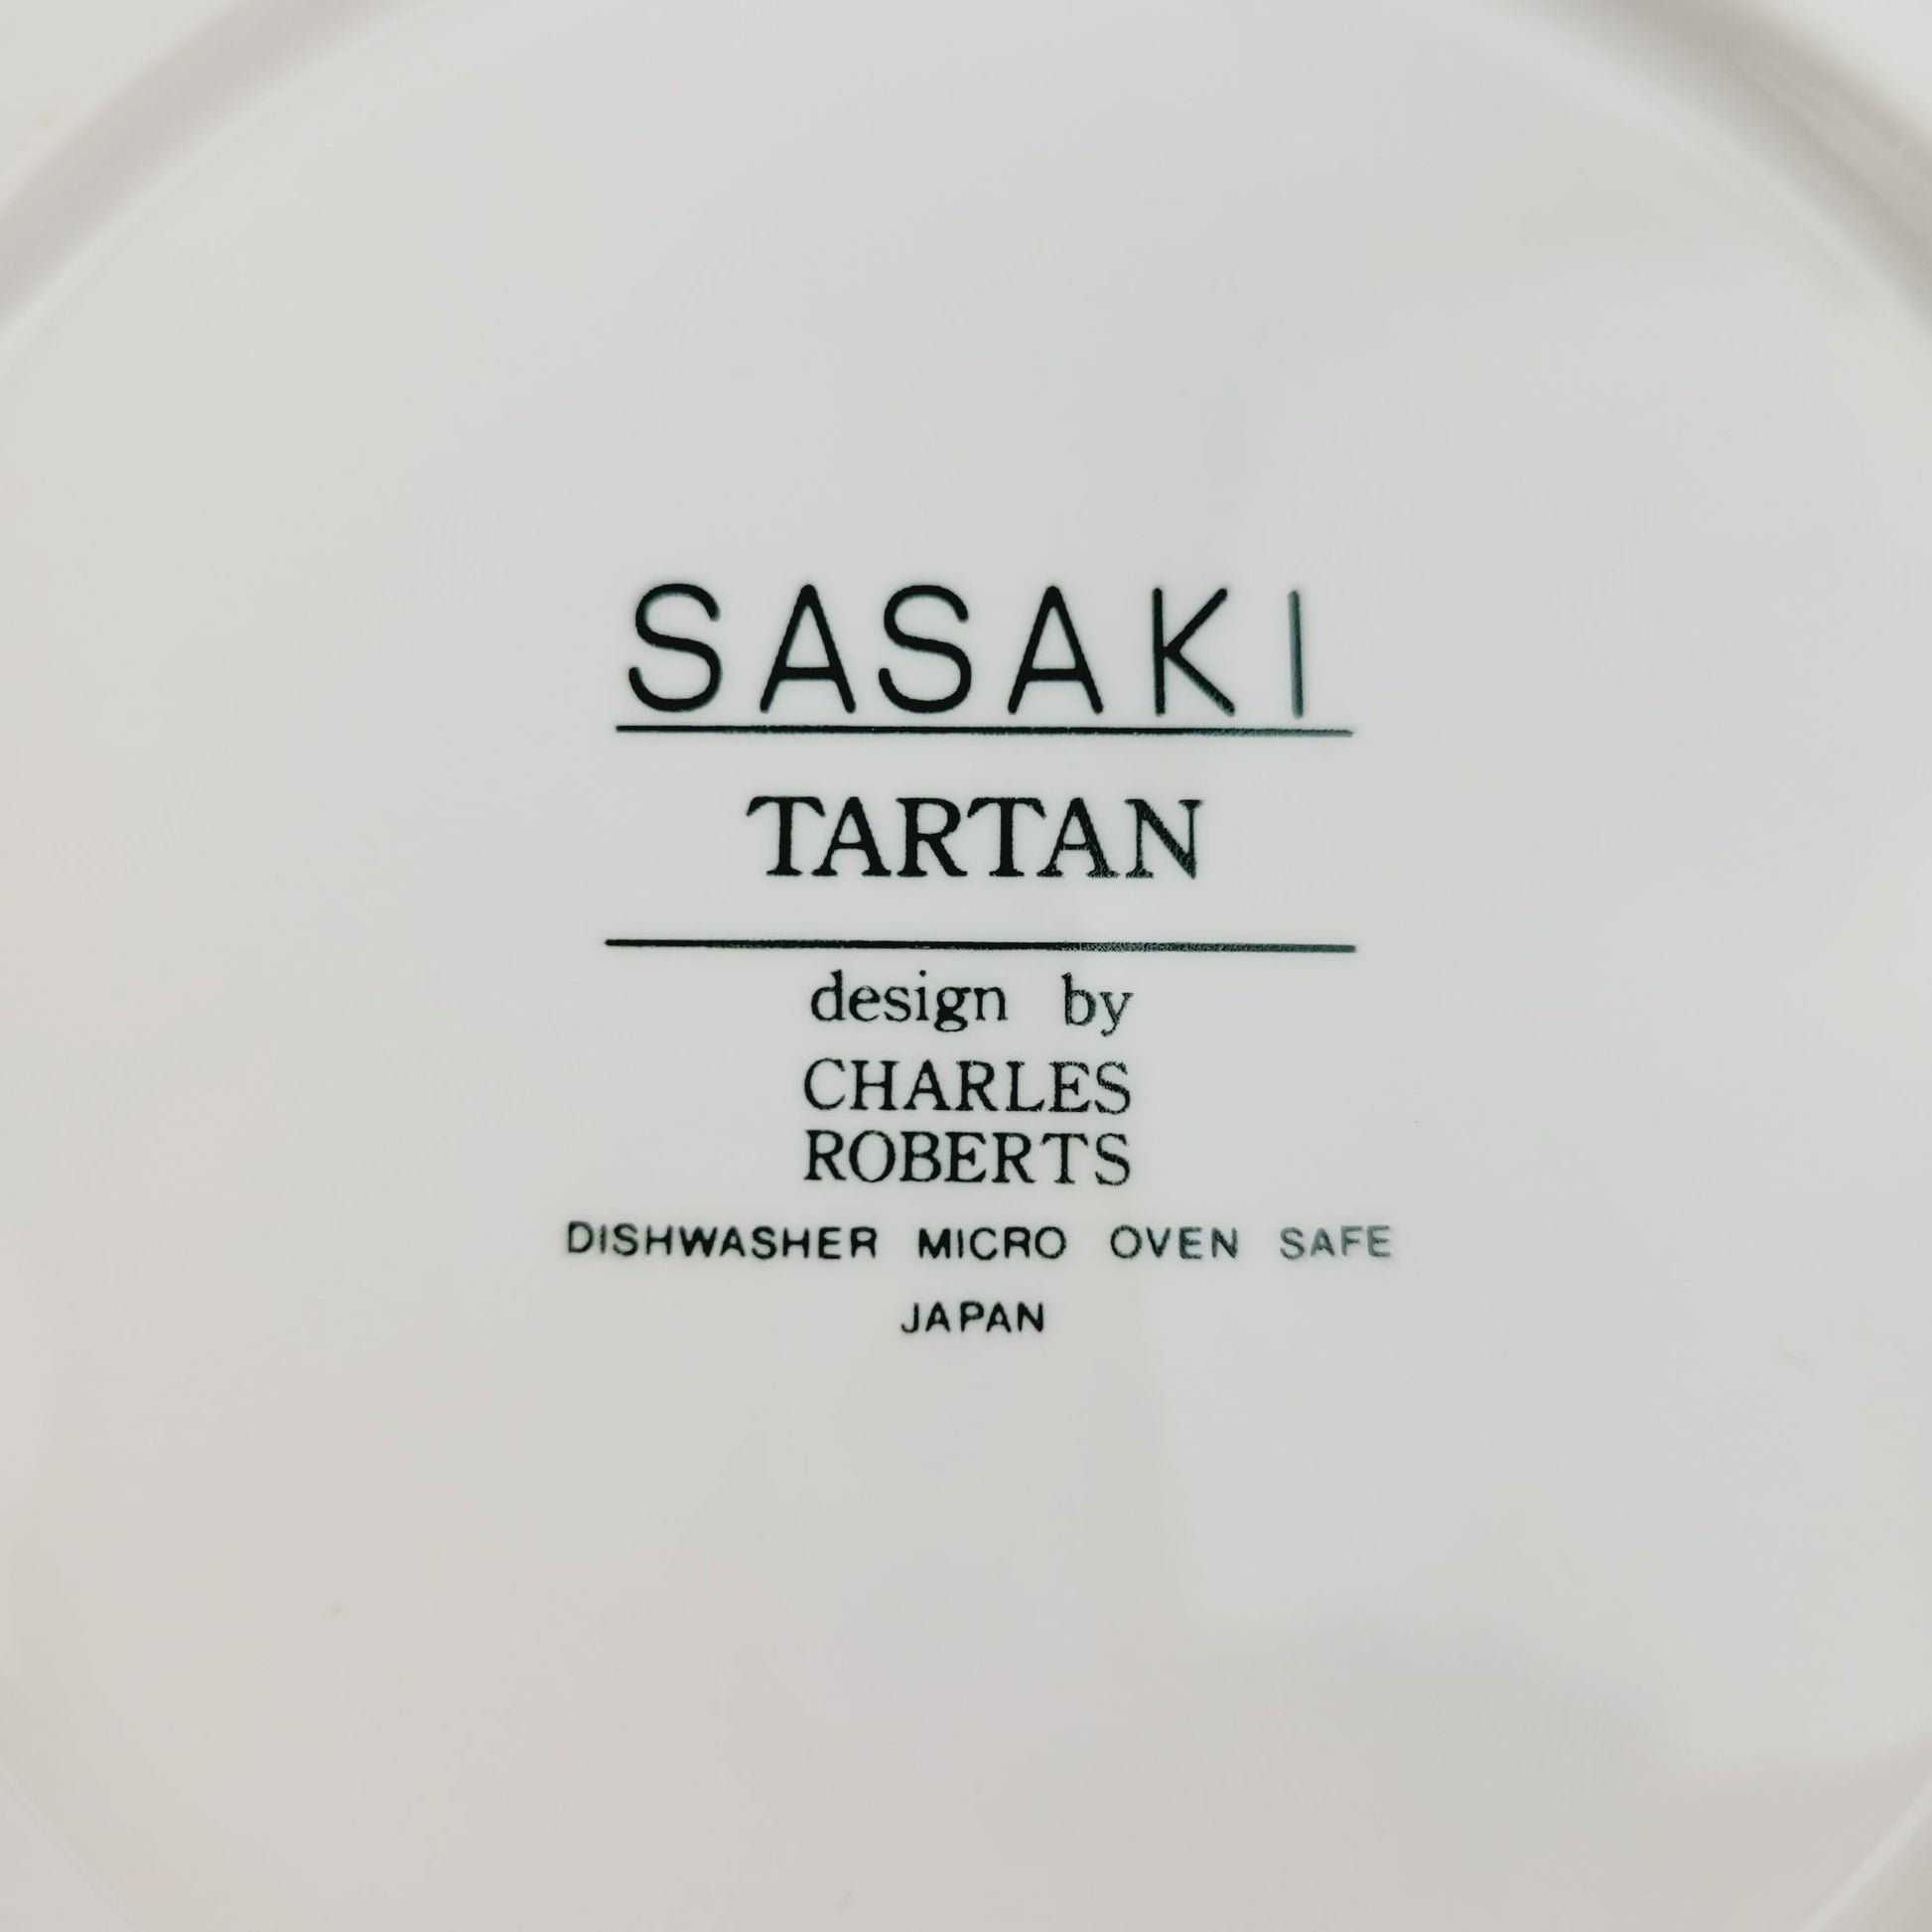 SASAKI
TARTAN
design by
CHARLES
ROBERTS
DISHWASHER MICRO OVEN SAFE
JAPAN